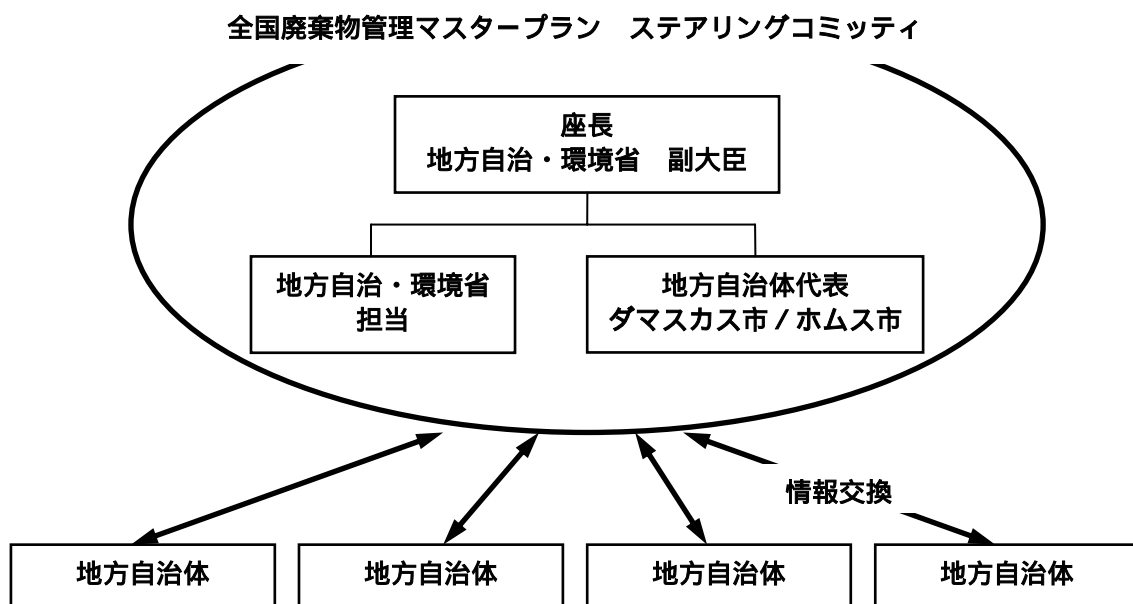 全国廃棄物管理マスタープラン　ステアリングコミッティ
座長
地方自治・環境省　副大臣
地方自治・環境省
担当
地方自治体代表
ダマスカス市 / ホムス市
情報交換
地方自治体
地方自治体
地方自治体
地方自治体